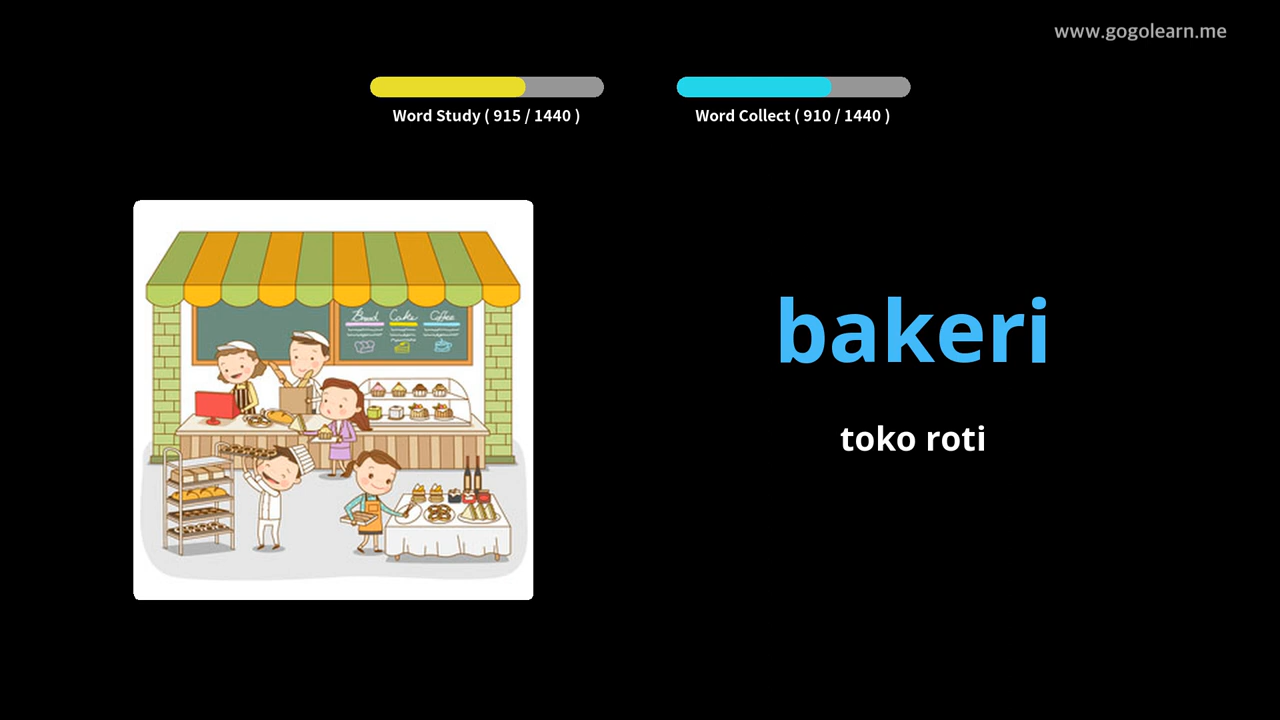 www.gogolearn.me
Word Study ( 915 / 1440 )
Word Collect ( 910 / 1440 )
Bread Cake Coffee
bakeri
toko roti